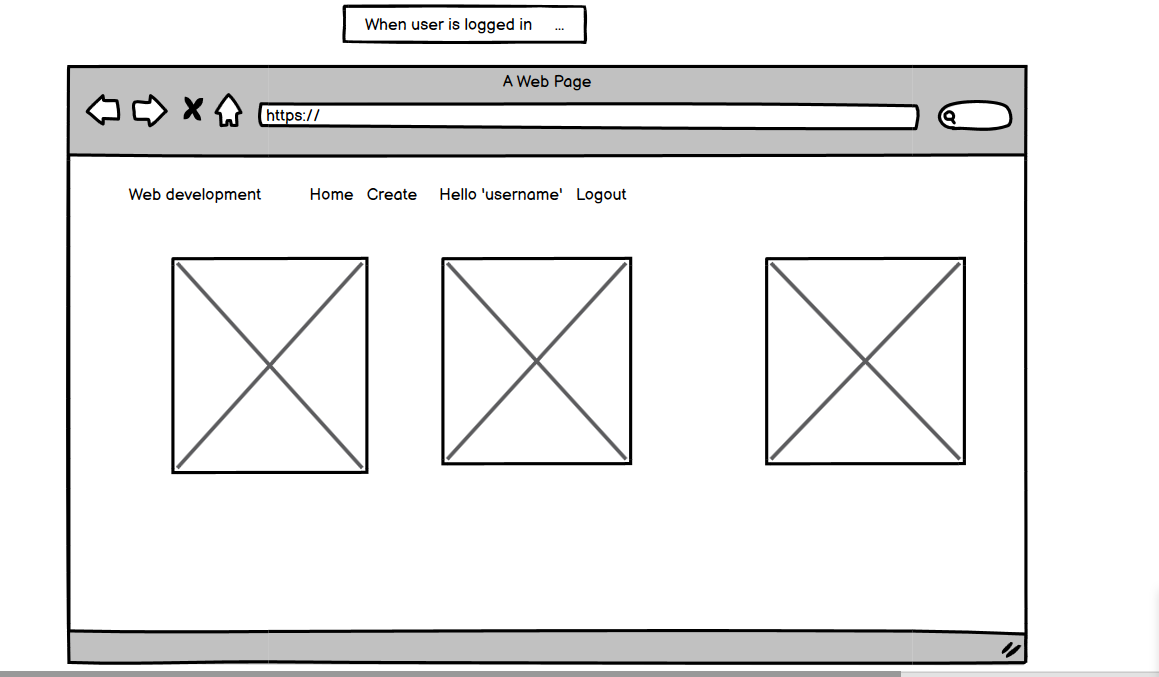 When user is logged in ...
A Web Page
https://
Web development Home Create Hello 'username' Logout